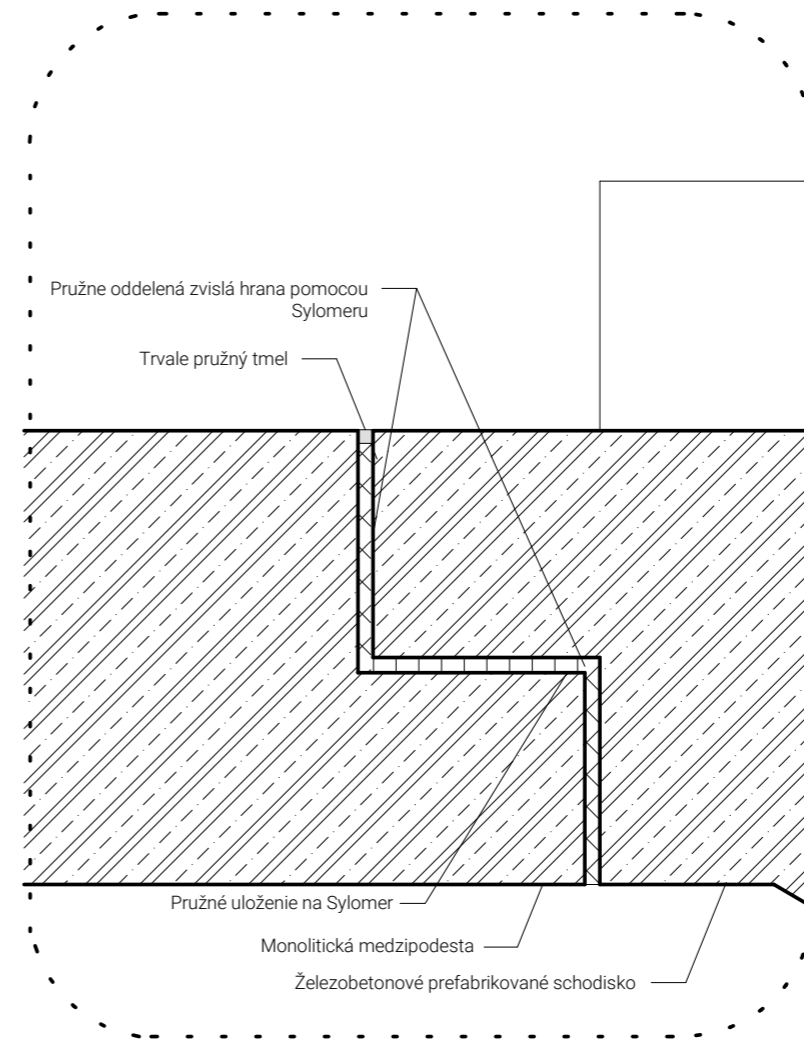 Pružne oddelená zvislá hrana pomocou
Sylomeru
Trvale pružný tmel
Pružné uloženie na Sylomer
Monolitická medzipodesta
Železobetonové prefabrikované schodisko